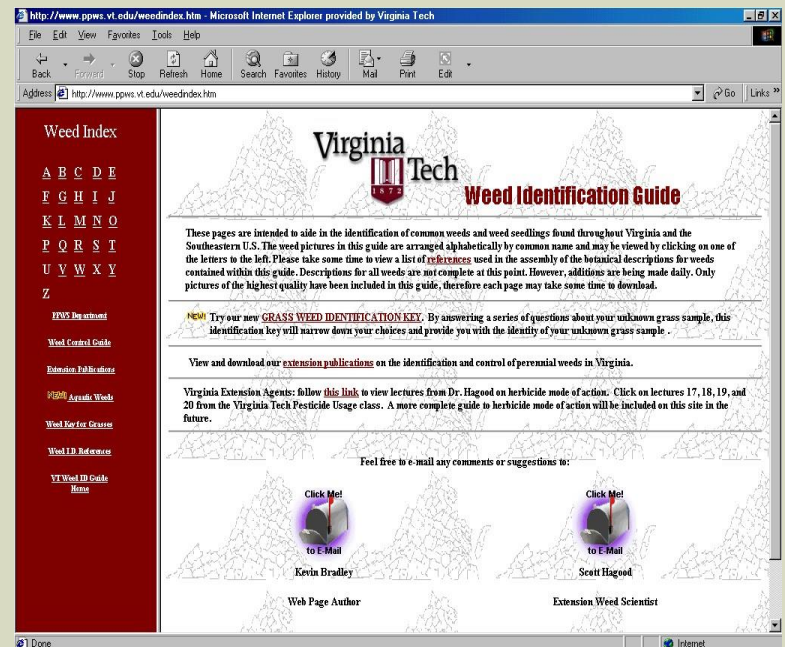 http://www.ppws.vt.edu/weedindex.htm - Microsoft Internet Explorer provided by Virginia Tech
File Edit View Favorites Tools Help
Back Forward Stop Refresh Home Search Favorites History Mail Print Edit
Address http://www.ppws.vt.edu/weedindex.htm Go Links »
Weed Index
A B C D E
F G H I J
K L M N O
P Q R S T
U V W X Y
Z
PPWS Department
Weed Control Guide
Extension Publications
NEW! Aquatic Weeds
Weed Key for Grasses
Weed I.D. References
VT Weed ID Guide
Home
Virginia
Tech
1872
Weed Identification Guide
These pages are intended to aide in the identification of common weeds and weed seedlings found throughout Virginia and the
Southeastern U.S. The weed pictures in this guide are arranged alphabetically by common name and may be viewed by clicking on one of
the letters to the left. Please take some time to view a list of references used in the assembly of the botanical descriptions for weeds
contained within this guide. Descriptions for all weeds are not complete at this point. However, additions are being made daily. Only
pictures of the highest quality have been included in this guide, therefore each page may take some time to download.
NEW! Try our new GRASS WEED IDENTIFICATION KEY. By answering a series of questions about your unknown grass sample, this
identification key will narrow down your choices and provide you with the identity of your unknown grass sample .
View and download our extension publications on the identification and control of perennial weeds in Virginia.
Virginia Extension Agents: follow this link to view lectures from Dr. Hagood on herbicide mode of action. Click on lectures 17, 18, 19, and
20 from the Virginia Tech Pesticide Usage class. A more complete guide to herbicide mode of action will be included on this site in the
future.
Feel free to e-mail any comments or suggestions to:
Click Me! Click Me!
to E-Mail to E-Mail
Kevin Bradley Scott Hagood
Web Page Author Extension Weed Scientist
Done Internet